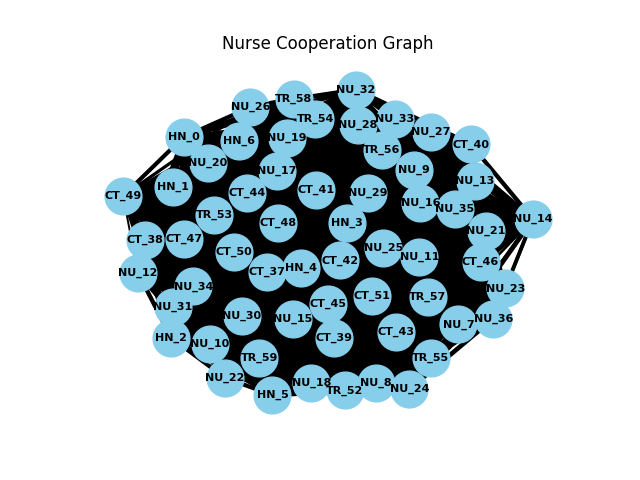 Nurse Cooperation Graph
NU_32
TR_58
NU_26
TR_54
NU_33
NU_28
NU_27
HN_0
NU_19
HN_6
CT_40
TR_56
NU_20
NU_17
NU_9
NU_13
HN_1
CT_41
CT_44
NU_29
CT_49
NU_16
NU_35
TR_53
NU_14
CT_48
HN_3
NU_21
CT_38
CT_47
NU_25
CT_50
NU_11
CT_42
CT_46
HN_4
CT_37
NU_12
NU_34
NU_23
CT_51
TR_57
CT_45
NU_31
NU_30
NU_15
NU_36
NU_7
CT_43
HN_2
CT_39
NU_10
TR_59
TR_55
NU_22
NU_18
NU_8
NU_24
TR_52
HN_5